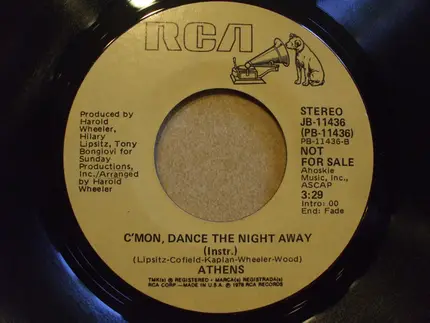 RCA
Produced by
Harold
Wheeler,
Hilary
Lipsitz, Tony
Bongiovi for
Sunday
Productions,
Inc./Arranged
by Harold
Wheeler
STEREO
JB-11436
(PB-11436)
PB-11436-B
NOT
FOR SALE
Ahoskie
Music, Inc.,
ASCAP
3:29
Intro: 00
End: Fade
C'MON, DANCE THE NIGHT AWAY
(Instr.)
(Lipsitz-Cofield-Kaplan-Wheeler-Wood)
ATHENS
TMK(s) ® REGISTERED • MARCA(s) REGISTRADA(s)
RCA CORP.—MADE IN U.S.A. ℗ 1978 RCA RECORDS